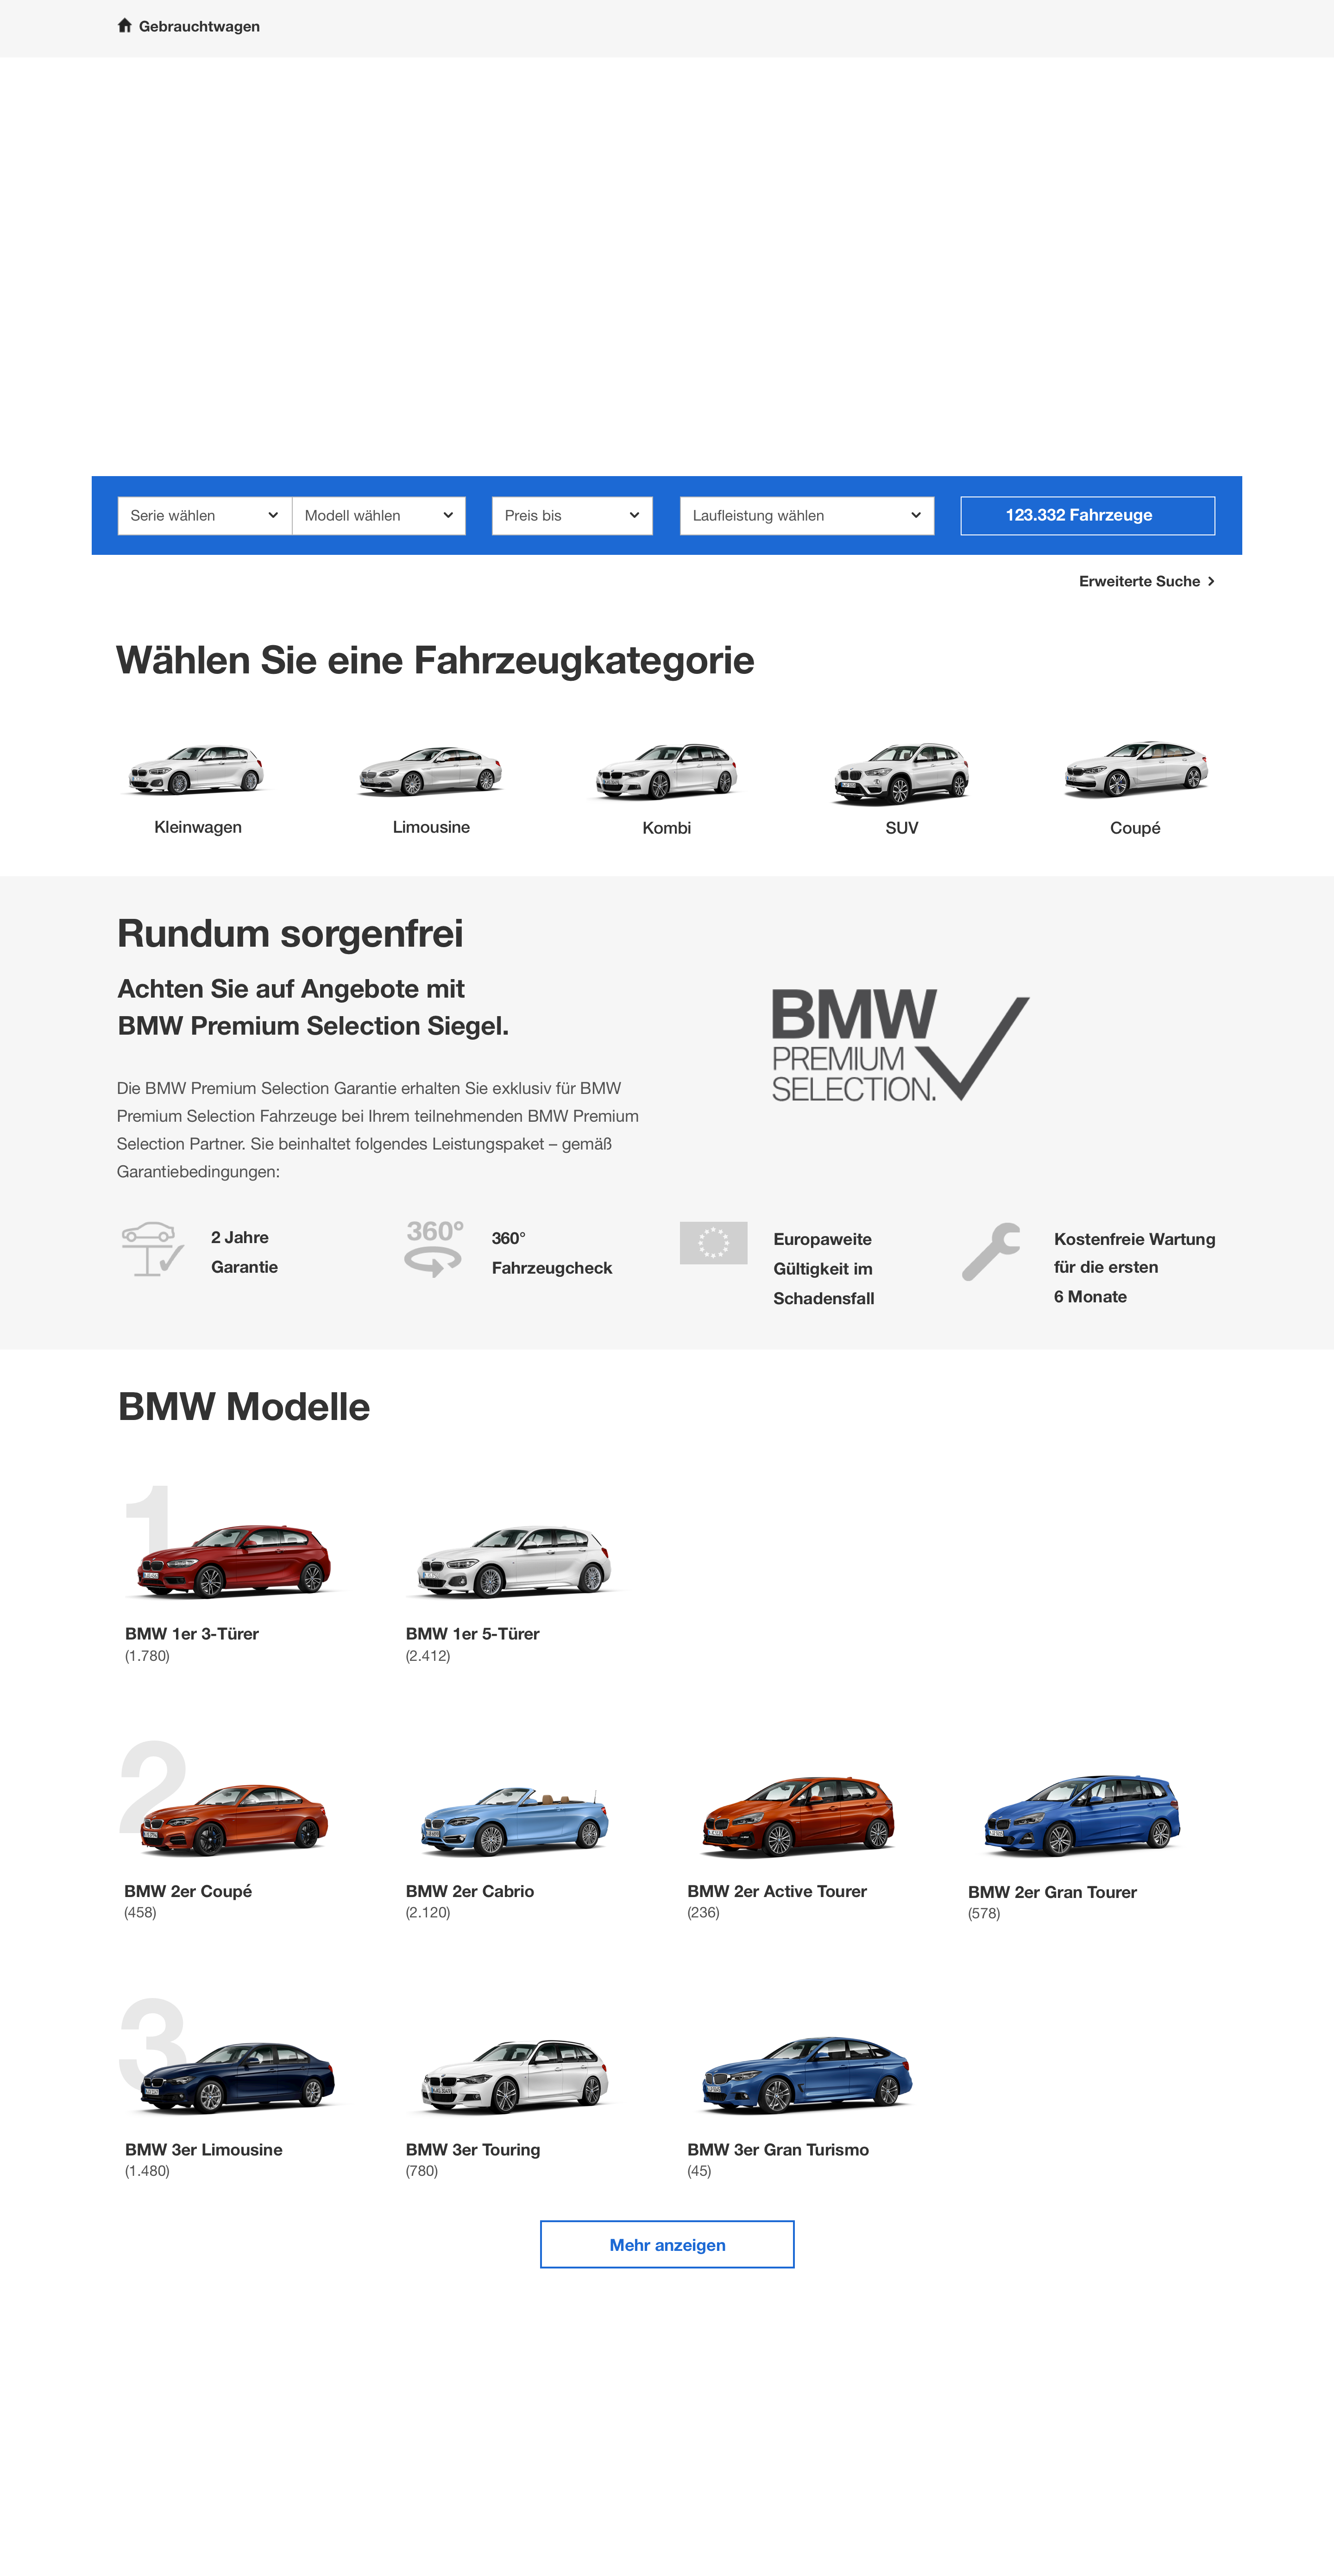 Gebrauchtwagen
Serie wählen
Modell wählen
Preis bis
Laufleistung wählen
123.332 Fahrzeuge
Erweiterte Suche
Wählen Sie eine Fahrzeugkategorie
Kleinwagen
Limousine
Kombi
SUV
Coupé
Rundum sorgenfrei
Achten Sie auf Angebote mit
BMW Premium Selection Siegel.
BMW
PREMIUM
SELECTION.
Die BMW Premium Selection Garantie erhalten Sie exklusiv für BMW
Premium Selection Fahrzeuge bei Ihrem teilnehmenden BMW Premium
Selection Partner. Sie beinhaltet folgendes Leistungspaket – gemäß
Garantiebedingungen:
2 Jahre
Garantie
360°
360°
Fahrzeugcheck
Europaweite
Gültigkeit im
Schadensfall
Kostenfreie Wartung
für die ersten
6 Monate
BMW Modelle
1
BMW 1er 3-Türer
(1.780)
BMW 1er 5-Türer
(2.412)
2
BMW 2er Coupé
(458)
BMW 2er Cabrio
(2.120)
BMW 2er Active Tourer
(236)
BMW 2er Gran Tourer
(578)
3
BMW 3er Limousine
(1.480)
BMW 3er Touring
(780)
BMW 3er Gran Turismo
(45)
Mehr anzeigen